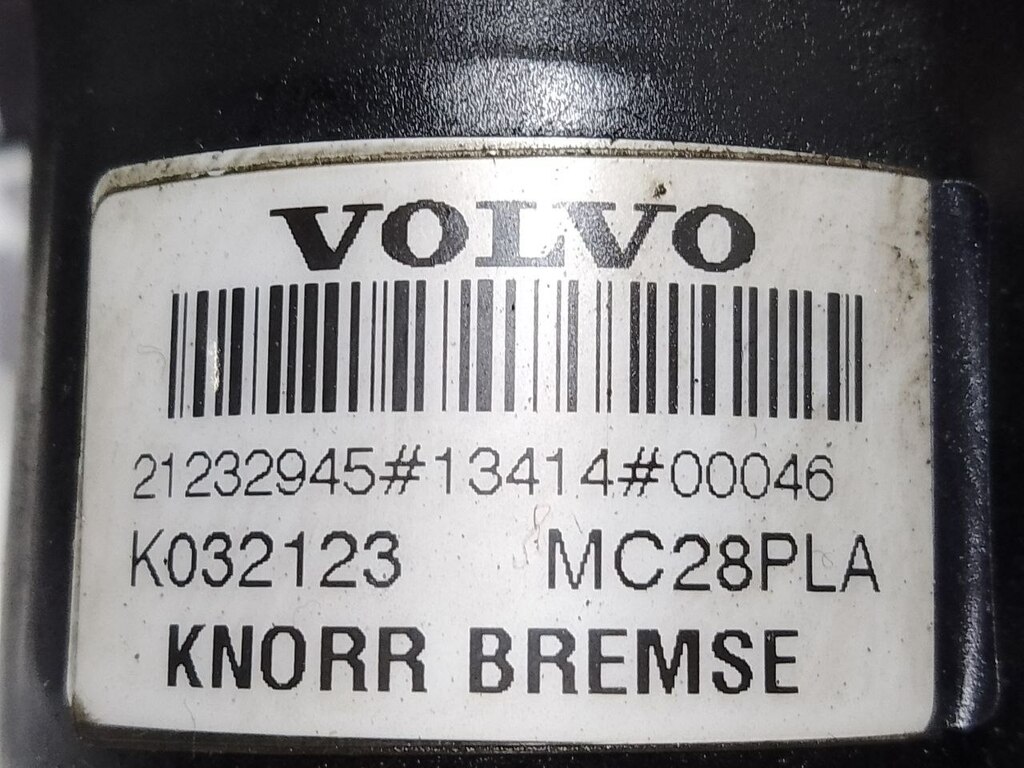 VOLVO
21232945#13414#00046
K032123 MC28PLA
KNORR BREMSE